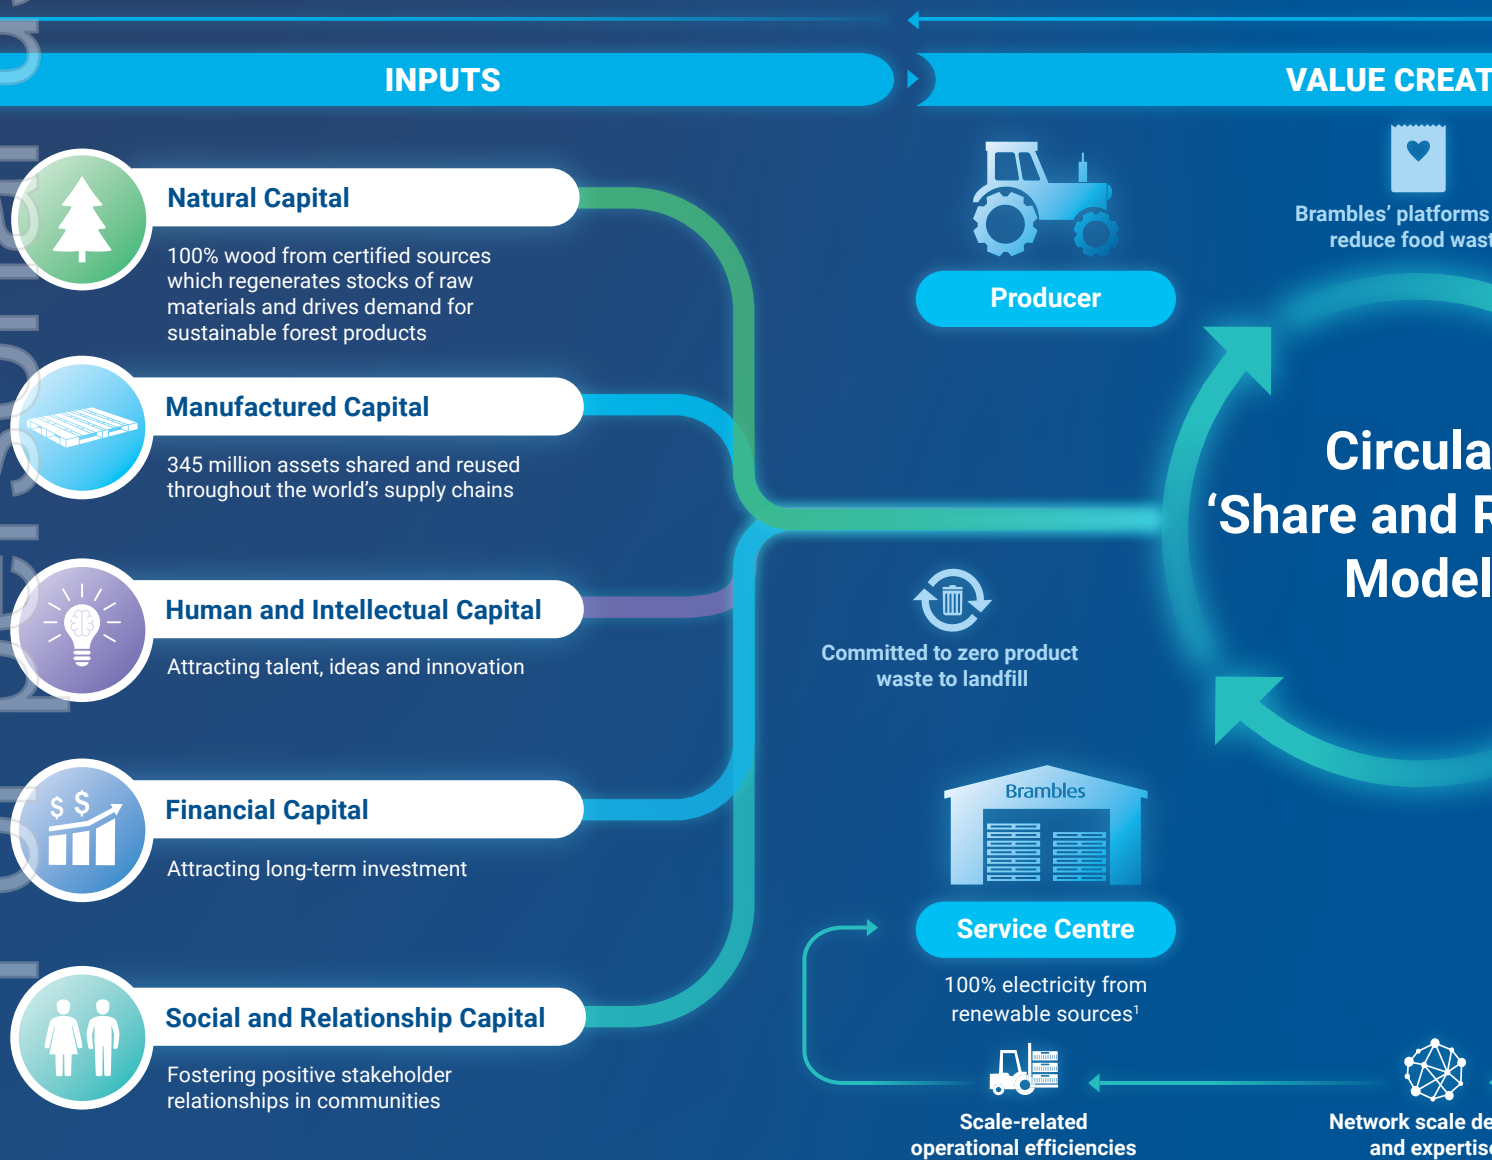 INPUTS
Natural Capital
100% wood from certified sources
which regenerates stocks of raw
materials and drives demand for
sustainable forest products
Manufactured Capital
345 million assets shared and reused
throughout the world's supply chains
Human and Intellectual Capital
Attracting talent, ideas and innovation
$ $
Financial Capital
Attracting long-term investment
Social and Relationship Capital
Fostering positive stakeholder
relationships in communities
VALUE CREAT
Producer
Brambles' platforms
reduce food wast
Circula
‘Share and R
Model
Committed to zero product
waste to landfill
Brambles
Service Centre
100% electricity from
renewable sources¹
Scale-related
operational efficiencies
Network scale de
and expertise
personal us